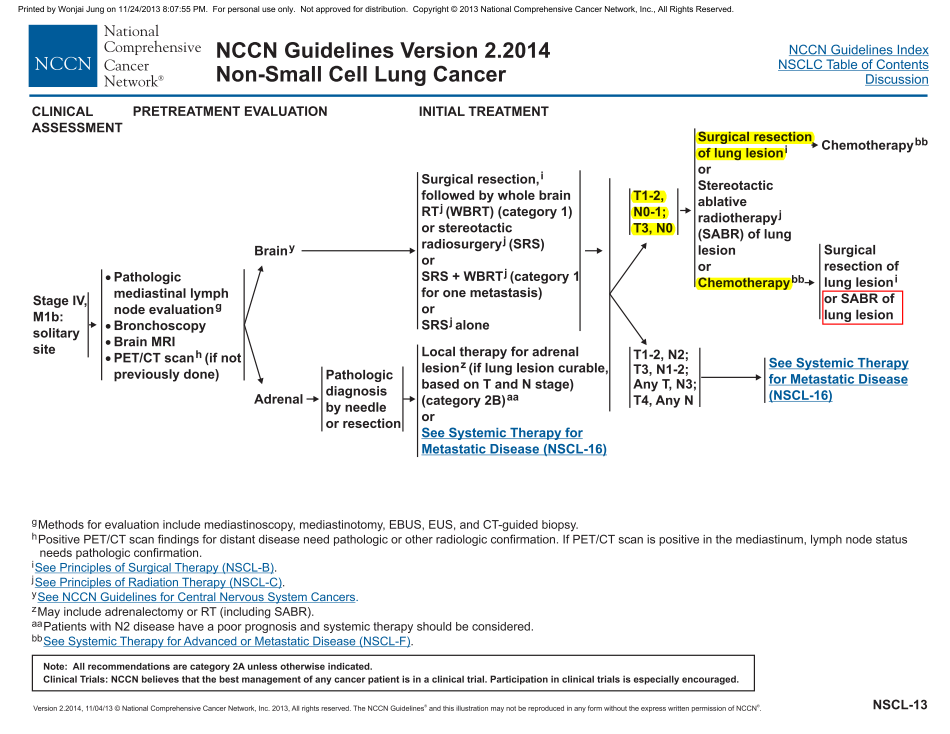 Printed by Wonjai Jung on 11/24/2013 8:07:55 PM. For personal use only. Not approved for distribution. Copyright © 2013 National Comprehensive Cancer Network, Inc., All Rights Reserved.
NCCN
National
Comprehensive
Cancer
Network®
NCCN Guidelines Version 2.2014
Non-Small Cell Lung Cancer
NCCN Guidelines Index
NSCLC Table of Contents
Discussion
CLINICAL
ASSESSMENT
PRETREATMENT EVALUATION
INITIAL TREATMENT
Stage IV,
M1b:
solitary
site
• Pathologic
mediastinal lymph
node evaluation g
• Bronchoscopy
• Brain MRI
• PET/CT scan h (if not
previously done)
Brain y
Adrenal
Pathologic
diagnosis
by needle
or resection
Surgical resection, i
followed by whole brain
RT j (WBRT) (category 1)
or stereotactic
radiosurgery j (SRS)
or
SRS + WBRT j (category 1
for one metastasis)
or
SRS j alone
Local therapy for adrenal
lesion z (if lung lesion curable,
based on T and N stage)
(category 2B) aa
or
See Systemic Therapy for
Metastatic Disease (NSCL-16)
T1-2,
N0-1;
T3, N0
T1-2, N2;
T3, N1-2;
Any T, N3;
T4, Any N
Surgical resection
of lung lesion i
or
Stereotactic
ablative
radiotherapy j
(SABR) of lung
lesion
or
Chemotherapy bb
Chemotherapy bb
Surgical
resection of
lung lesion i
or SABR of
lung lesion
See Systemic Therapy
for Metastatic Disease
(NSCL-16)
g Methods for evaluation include mediastinoscopy, mediastinotomy, EBUS, EUS, and CT-guided biopsy.
h Positive PET/CT scan findings for distant disease need pathologic or other radiologic confirmation. If PET/CT scan is positive in the mediastinum, lymph node status
needs pathologic confirmation.
i See Principles of Surgical Therapy (NSCL-B).
j See Principles of Radiation Therapy (NSCL-C).
y See NCCN Guidelines for Central Nervous System Cancers.
z May include adrenalectomy or RT (including SABR).
aa Patients with N2 disease have a poor prognosis and systemic therapy should be considered.
bb See Systemic Therapy for Advanced or Metastatic Disease (NSCL-F).
Note: All recommendations are category 2A unless otherwise indicated.
Clinical Trials: NCCN believes that the best management of any cancer patient is in a clinical trial. Participation in clinical trials is especially encouraged.
Version 2.2014, 11/04/13 © National Comprehensive Cancer Network, Inc. 2013, All rights reserved. The NCCN Guidelines® and this illustration may not be reproduced in any form without the express written permission of NCCN®.
NSCL-13